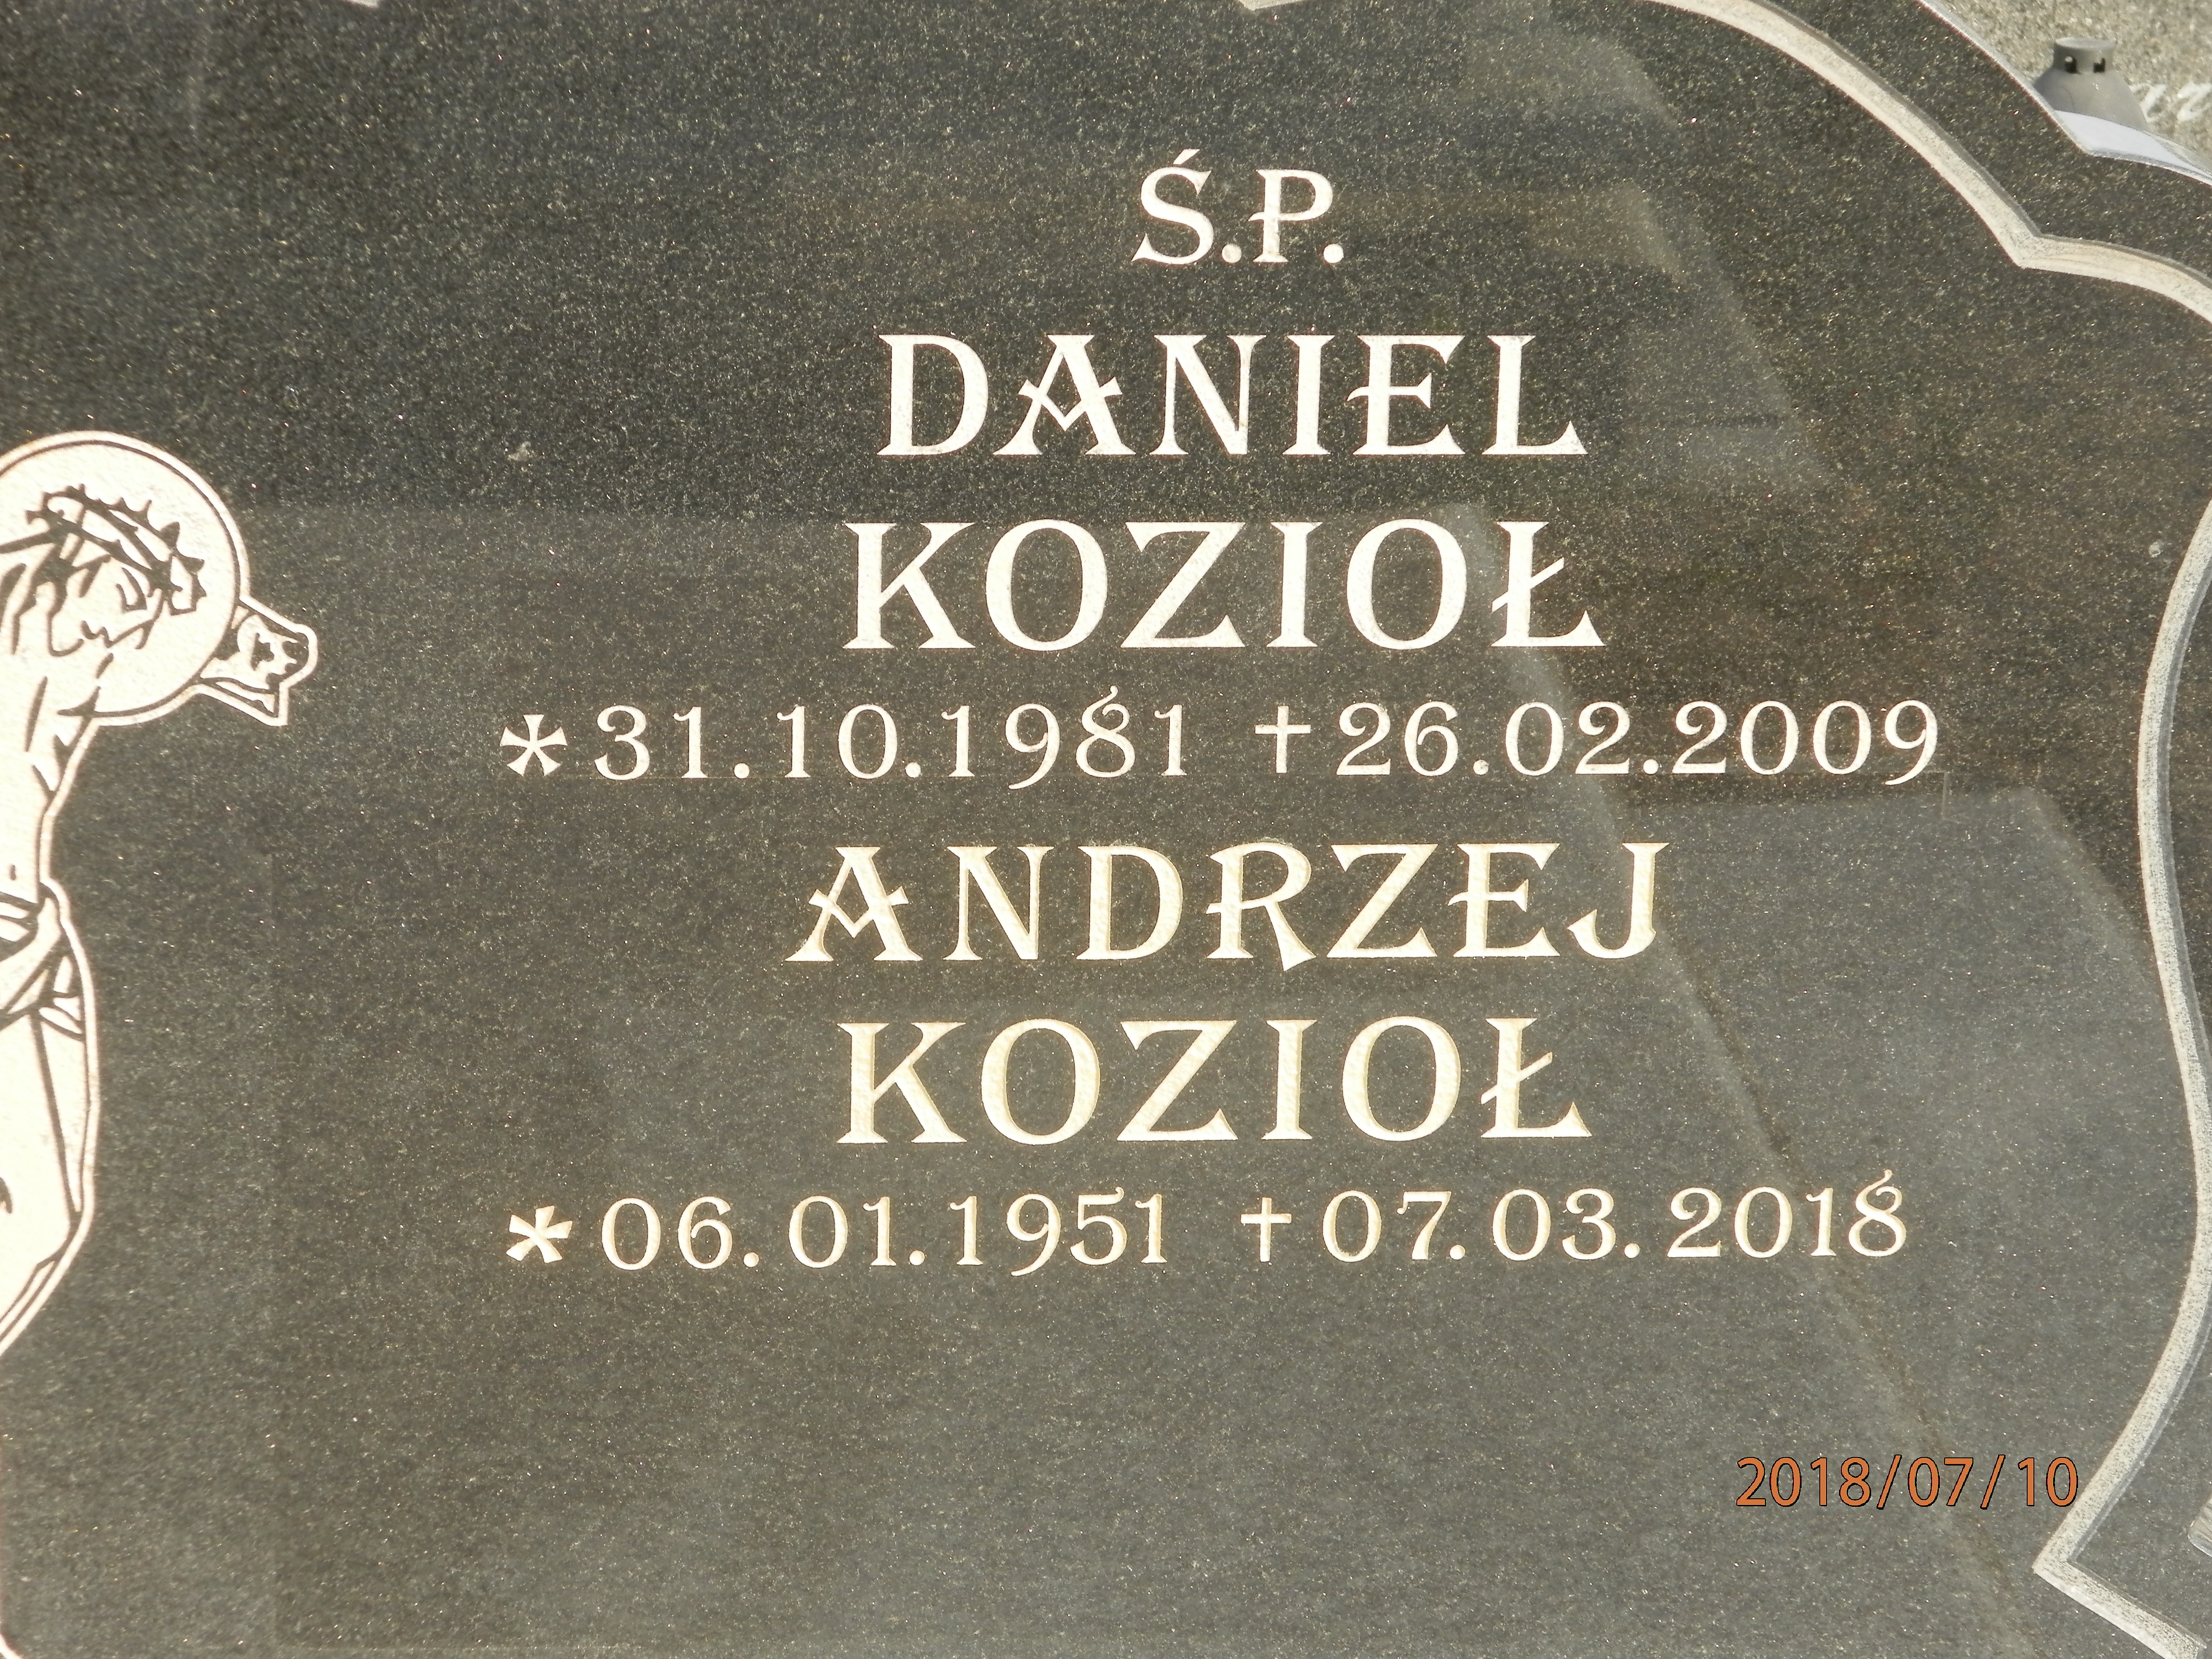 Ś.P.
DANIEL
KOZIOŁ
*31.10.1981 †26.02.2009
ANDRZEJ
KOZIOŁ
*06.01.1951 †07.03.2018
2018/07/10